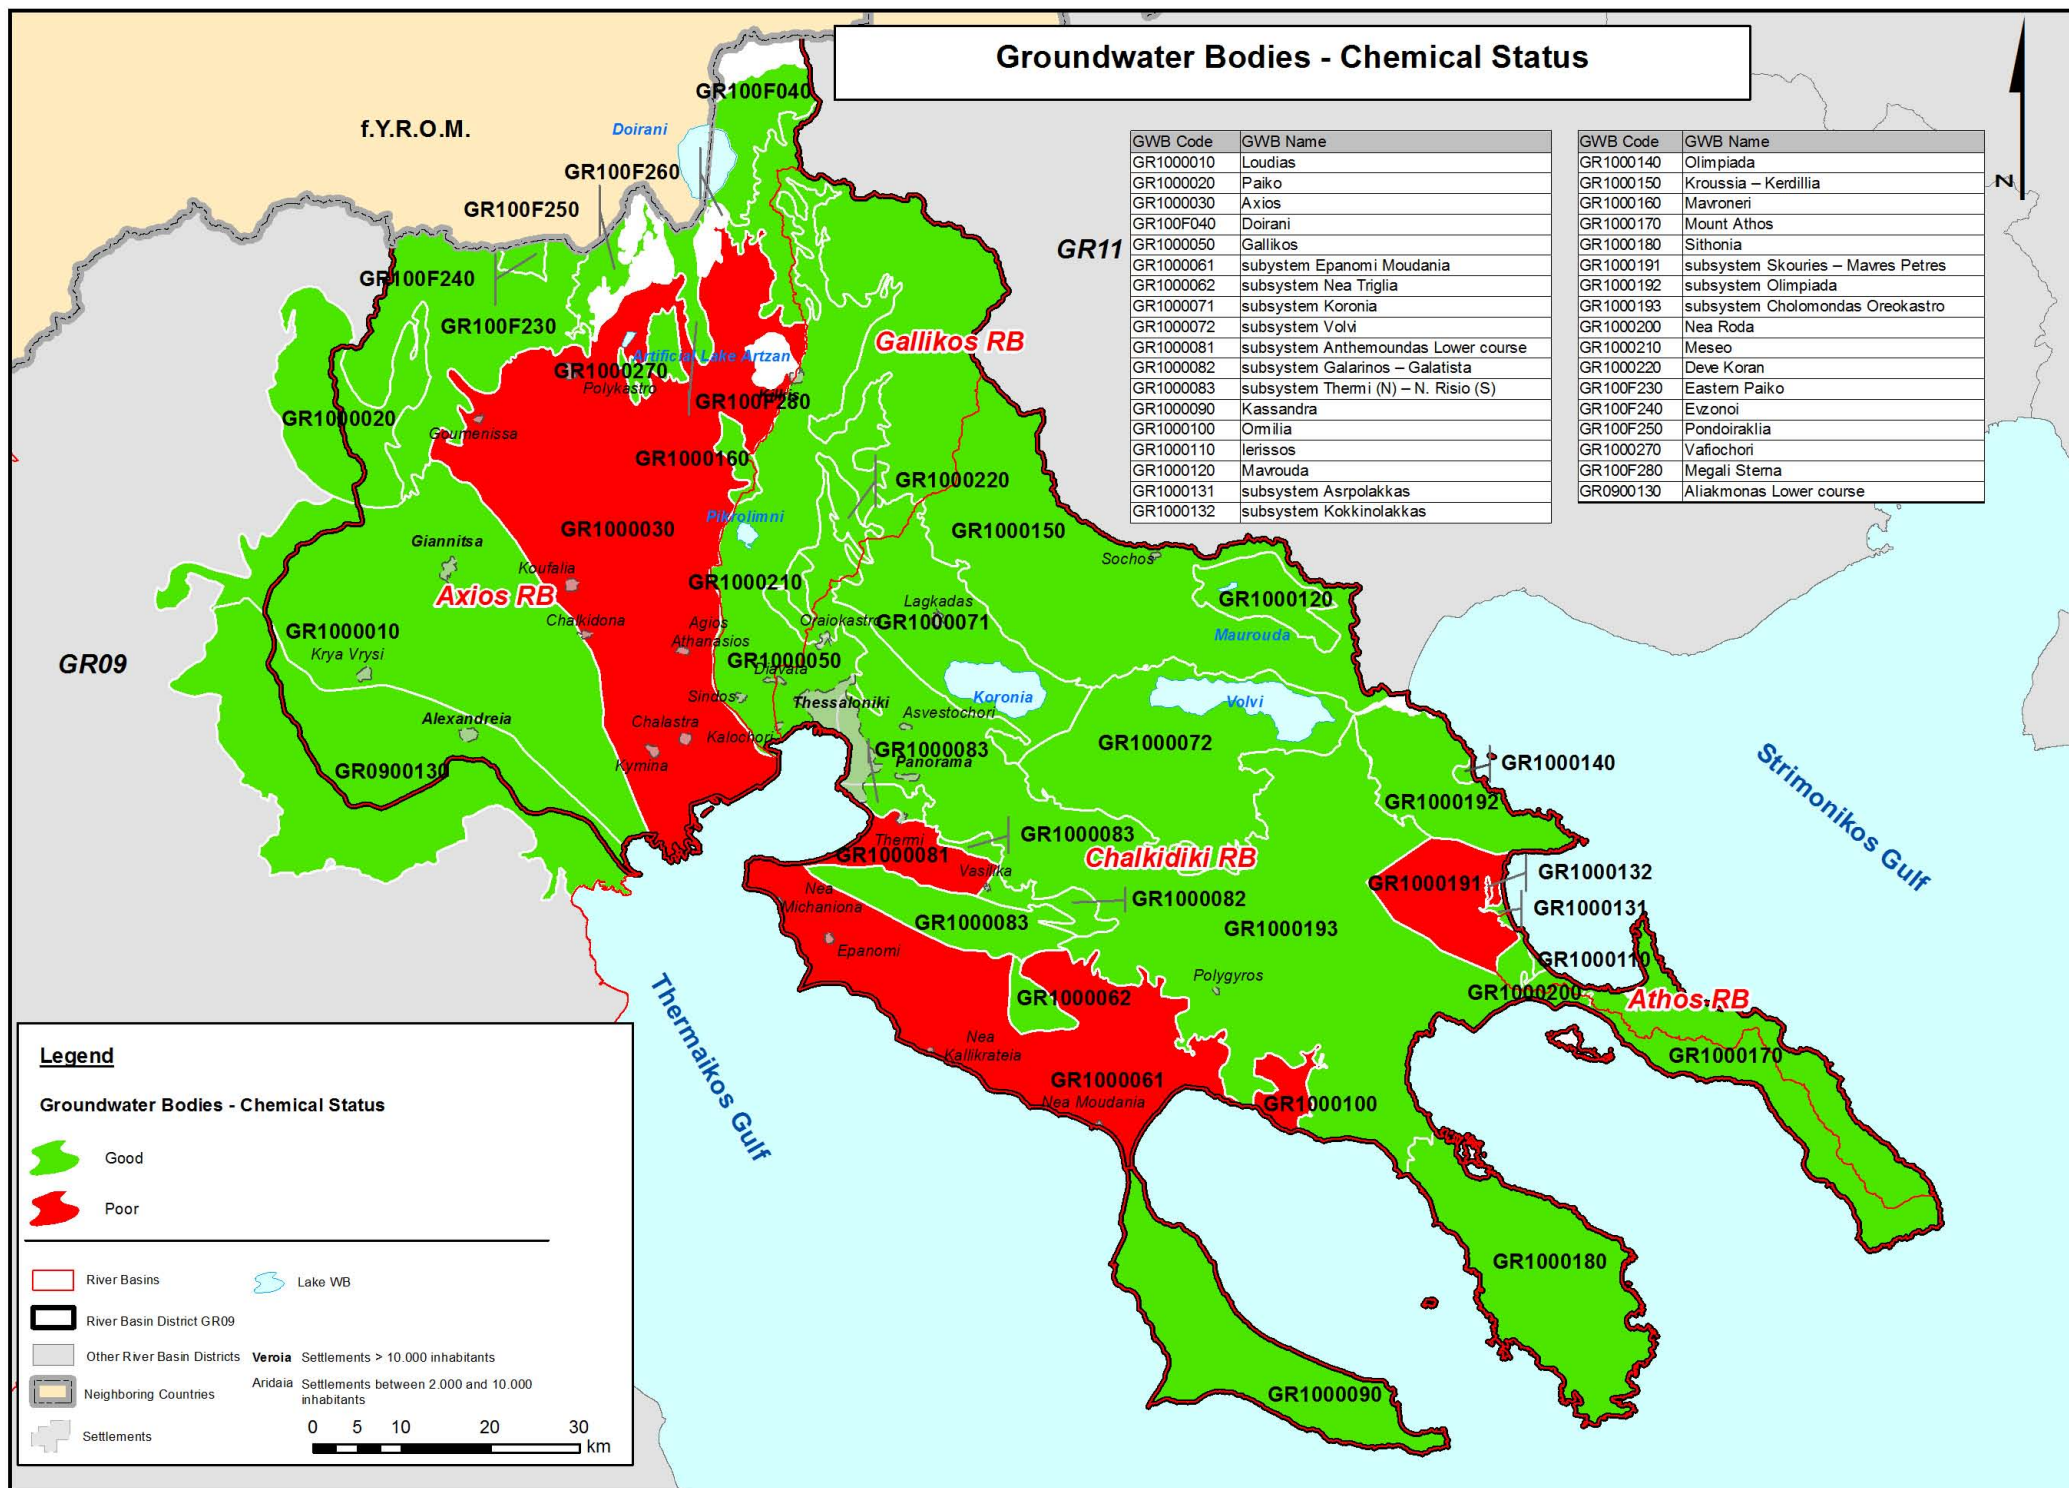 Groundwater Bodies - Chemical Status
GWB Code GWB Name
GR1000010 Loudias
GR1000020 Paiko
GR1000030 Axios
GR100F040 Doirani
GR1000050 Gallikos
GR1000061 subystem Epanomi Moudania
GR1000062 subsystem Nea Triglia
GR1000071 subsystem Koronia
GR1000072 subsystem Volvi
GR1000081 subsystem Anthemoundas Lower course
GR1000082 subsystem Galarinos – Galatista
GR1000083 subsystem Thermi (N) – N. Risio (S)
GR1000090 Kassandra
GR1000100 Ormilia
GR1000110 Ierissos
GR1000120 Mavrouda
GR1000131 subsystem Asrpolakkas
GR1000132 subsystem Kokkinolakkas
GWB Code GWB Name
GR1000140 Olimpiada
GR1000150 Kroussia – Kerdillia
GR1000160 Mavroneri
GR1000170 Mount Athos
GR1000180 Sithonia
GR1000191 subsystem Skouries – Mavres Petres
GR1000192 subsystem Olimpiada
GR1000193 subsystem Cholomondas Oreokastro
GR1000200 Nea Roda
GR1000210 Meseo
GR1000220 Deve Koran
GR100F230 Eastern Paiko
GR100F240 Evzonoi
GR100F250 Pondoiraklia
GR1000270 Vafiochori
GR100F280 Megali Sterna
GR0900130 Aliakmonas Lower course
N
GR100F040
f.Y.R.O.M.
Doirani
GR100F260
GR100F250
GR11
GR100F240
GR100F230
Gallikos RB
Artificial Lake Artzan
GR1000270
Polykastro
Kilkis
GR100F280
GR1000020
Goumenissa
GR1000160
GR1000220
Pikrolimni
GR1000030
GR1000150
Giannitsa
Sochos
Koufalia
GR1000210
Axios RB
Lagkadas
GR1000120
Chalkidona
Agios
Athanasios
Oraiokastro
GR1000071
GR1000010
Maurouda
Krya Vrysi
GR09
GR1000050
Diavata
Sindos
Thessaloniki
Koronia
Volvi
Alexandreia
Chalastra
Kalochori
Asvestochori
GR1000083
Panorama
GR1000072
Kymina
GR0900130
GR1000140
Strimonikos Gulf
GR1000192
Thermi
GR1000083
GR1000081
Chalkidiki RB
Vasilika
GR1000191
GR1000132
Nea
Michaniona
GR1000082
GR1000131
GR1000083
GR1000193
Epanomi
GR1000110
Polygyros
GR1000062
GR1000200
Athos RB
Thermaikos Gulf
Nea
Kallikrateia
GR1000170
GR1000061
Nea Moudania
GR1000100
GR1000180
GR1000090
Legend
Groundwater Bodies - Chemical Status
Good
Poor
River Basins
Lake WB
River Basin District GR09
Other River Basin Districts
Veroia Settlements > 10.000 inhabitants
Neighboring Countries
Aridaia Settlements between 2.000 and 10.000
inhabitants
Settlements
0 5 10 20 30
km